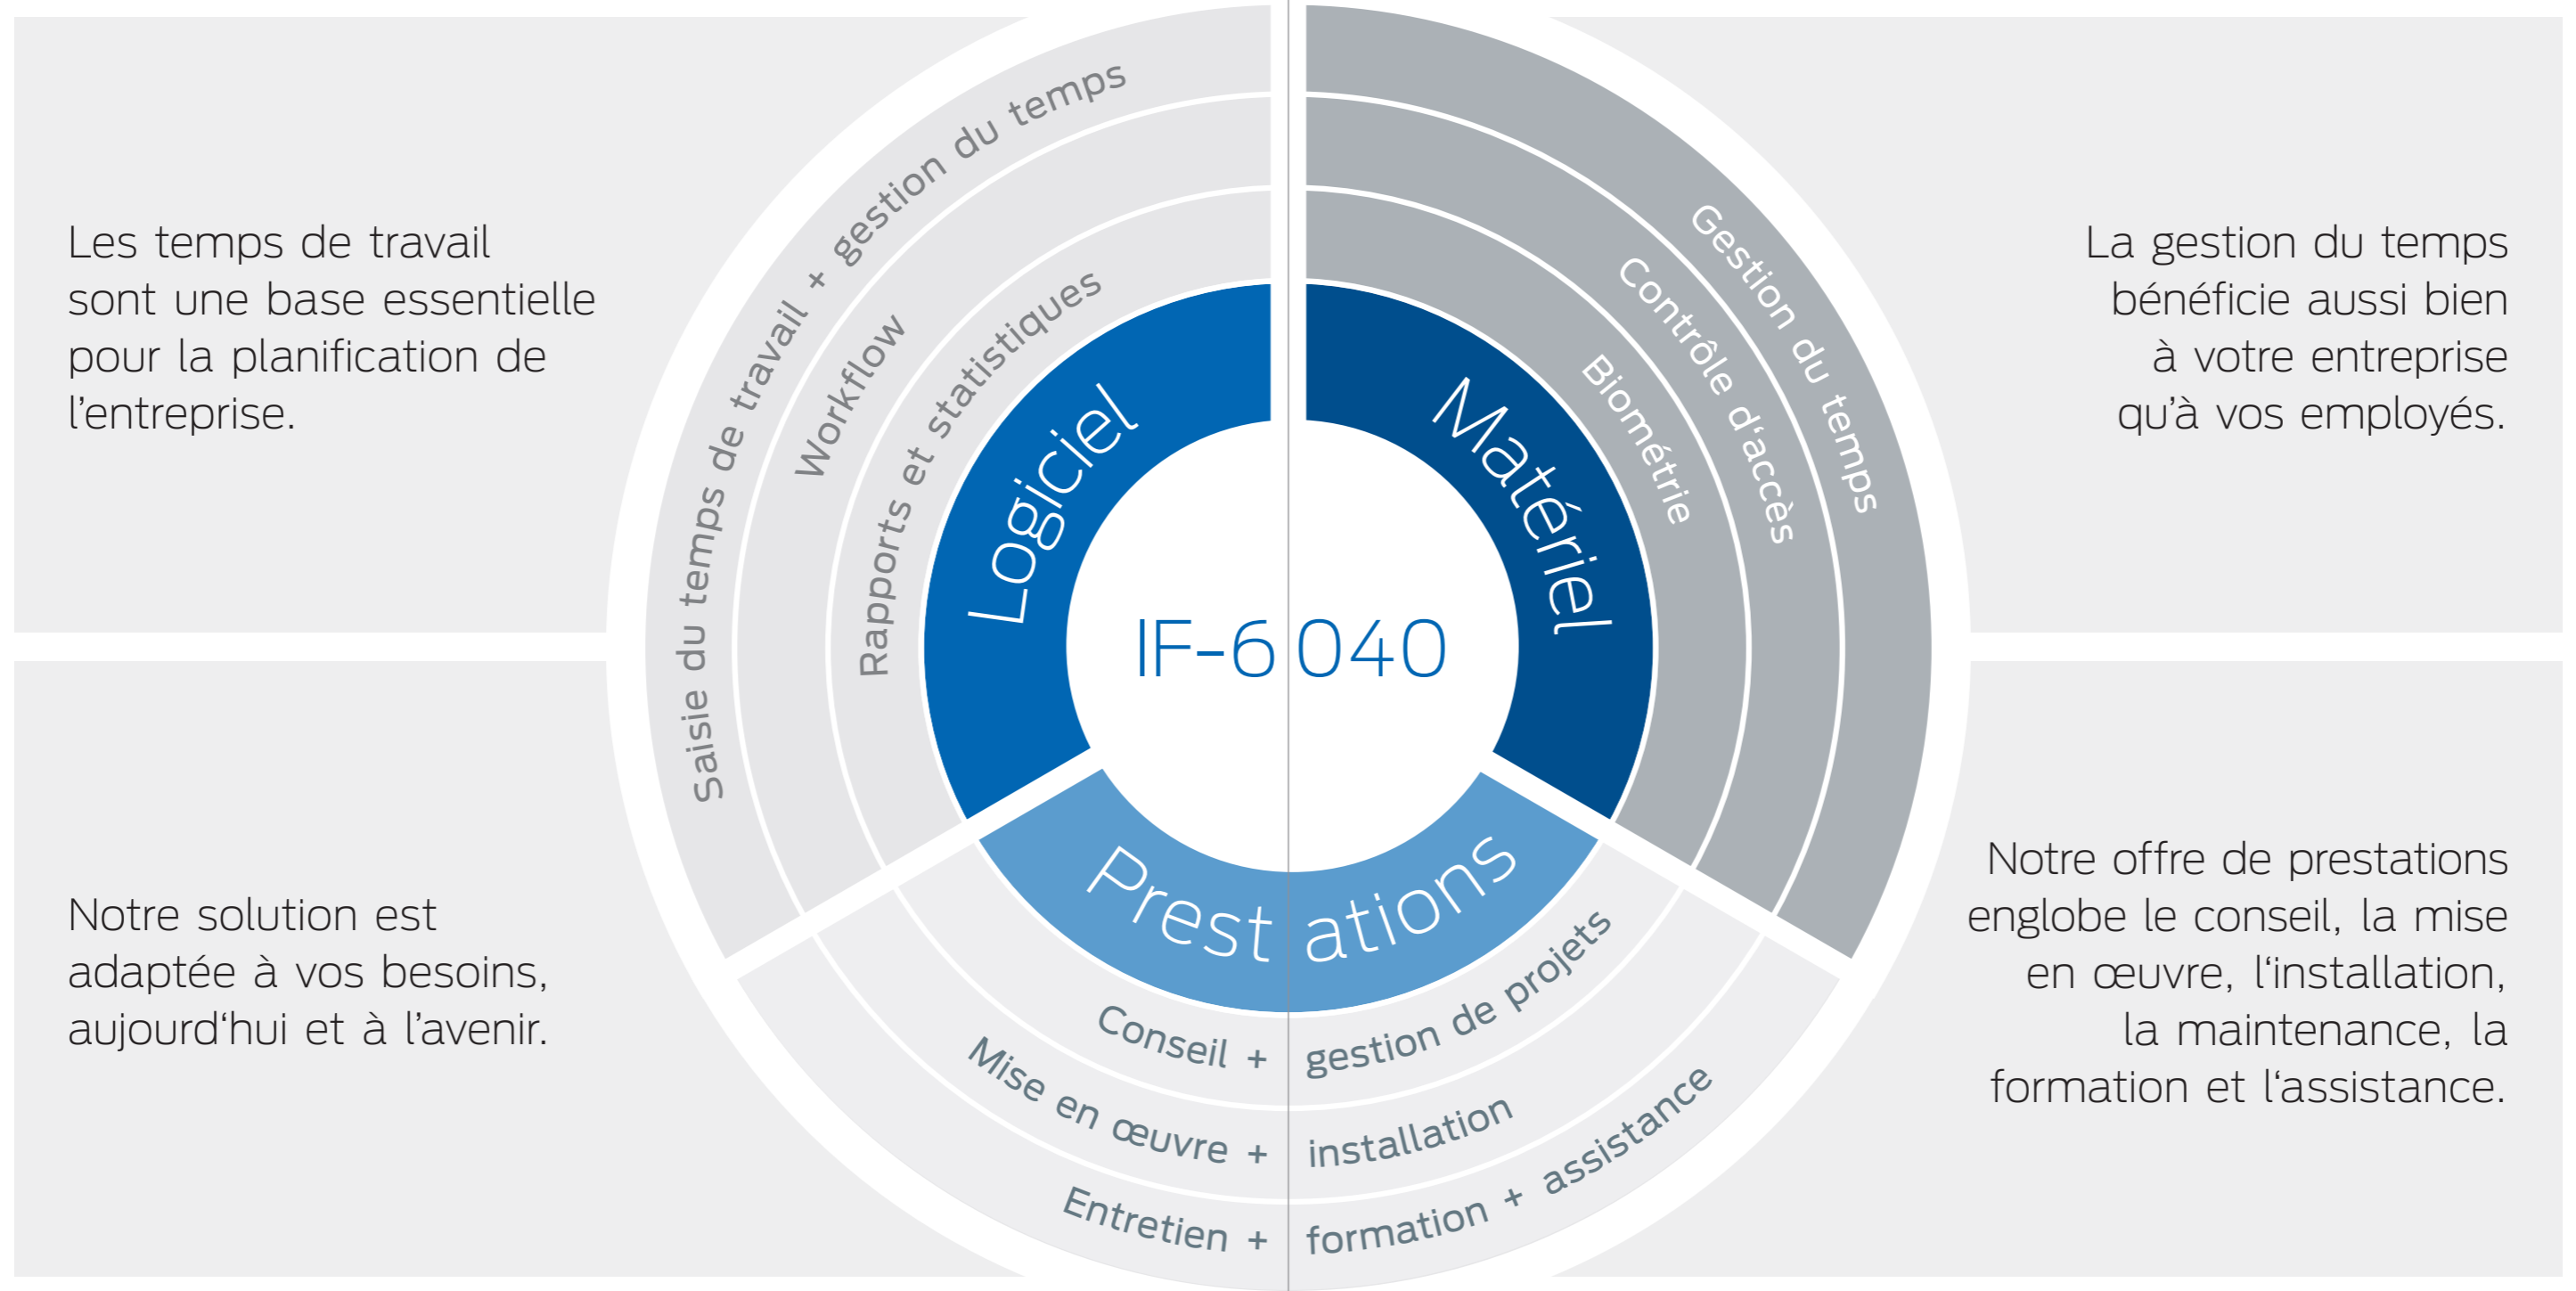 Les temps de travail
sont une base essentielle
pour la planification de
l’entreprise.
La gestion du temps
bénéficie aussi bien
à votre entreprise
qu’à vos employés.
Saisie du temps de travail + gestion du temps
Workflow
Rapports et statistiques
Logiciel
Gestion du temps
Contrôle d‘accès
Biométrie
Matériel
IF-6040
Prestations
Conseil + gestion de projets
Mise en œuvre + installation
Entretien + formation + assistance
Notre solution est
adaptée à vos besoins,
aujourd‘hui et à l’avenir.
Notre offre de prestations
englobe le conseil, la mise
en œuvre, l‘installation,
la maintenance, la
formation et l‘assistance.